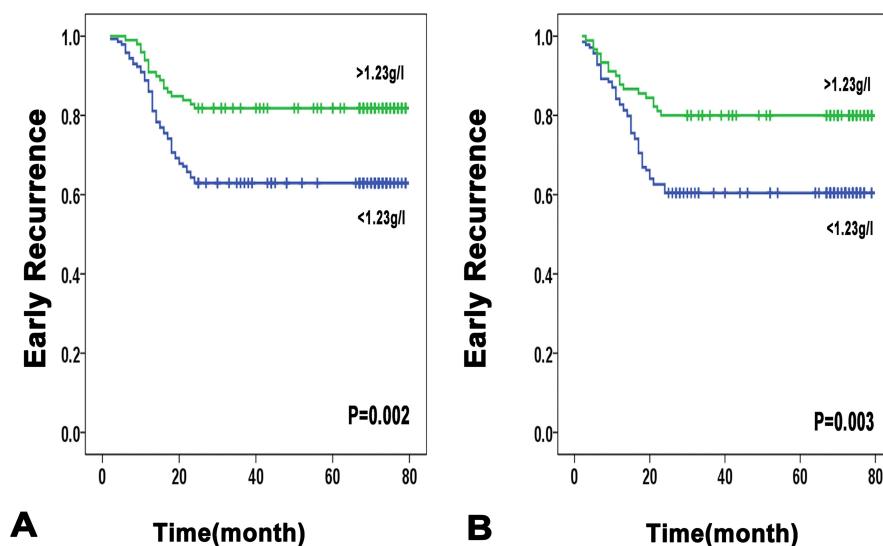 1.0
0.8
0.6
0.4
0.2
0.0
Early Recurrence
>1.23g/l
<1.23g/l
P=0.002
0 20 40 60 80
A
Time(month)
1.0
0.8
0.6
0.4
0.2
0.0
Early Recurrence
>1.23g/l
<1.23g/l
P=0.003
0 20 40 60 80
B
Time(month)